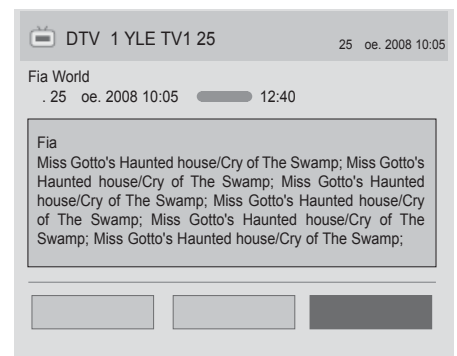 DTV 1 YLE TV1 25
25 oe. 2008 10:05
Fia World
. 25 oe. 2008 10:05 12:40
Fia
Miss Gotto's Haunted house/Cry of The Swamp; Miss Gotto's
Haunted house/Cry of The Swamp; Miss Gotto's Haunted
house/Cry of The Swamp; Miss Gotto's Haunted house/Cry
of The Swamp; Miss Gotto's Haunted house/Cry of The
Swamp; Miss Gotto's Haunted house/Cry of The Swamp;